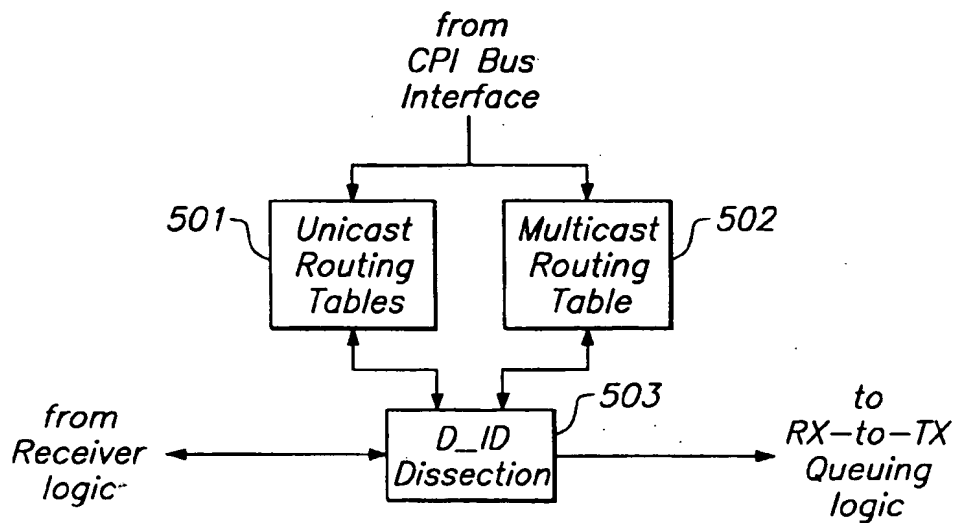 from
CPI Bus
Interface
501
Unicast
Routing
Tables
Multicast
Routing
Table
502
503
from
Receiver
logic
D_ID
Dissection
to
RX-to-TX
Queuing
logic